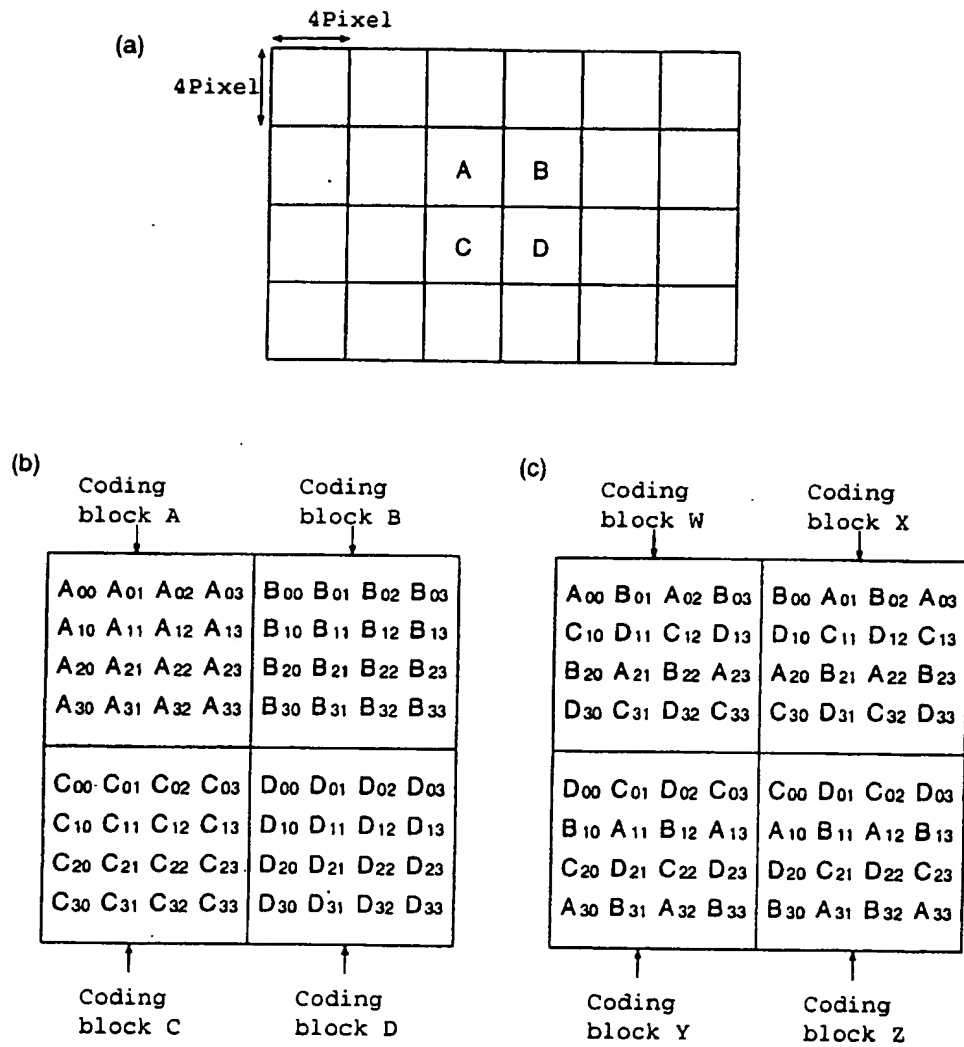 4Pixel
(a)
4Pixel
A B
C D
(b)
(c)
Coding block A
Coding block B
Coding block W
Coding block X
A00 A01 A02 A03 B00 B01 B02 B03
A10 A11 A12 A13 B10 B11 B12 B13
A20 A21 A22 A23 B20 B21 B22 B23
A30 A31 A32 A33 B30 B31 B32 B33
C00 C01 C02 C03 D00 D01 D02 D03
C10 C11 C12 C13 D10 D11 D12 D13
C20 C21 C22 C23 D20 D21 D22 D23
C30 C31 C32 C33 D30 D31 D32 D33
A00 B01 A02 B03 B00 A01 B02 A03
C10 D11 C12 D13 D10 C11 D12 C13
B20 A21 B22 A23 A20 B21 A22 B23
D30 C31 D32 C33 C30 D31 C32 D33
D00 C01 D02 C03 C00 D01 C02 D03
B10 A11 B12 A13 A10 B11 A12 B13
C20 D21 C22 D23 D20 C21 D22 C23
A30 B31 A32 B33 B30 A31 B32 A33
Coding block C
Coding block D
Coding block Y
Coding block Z